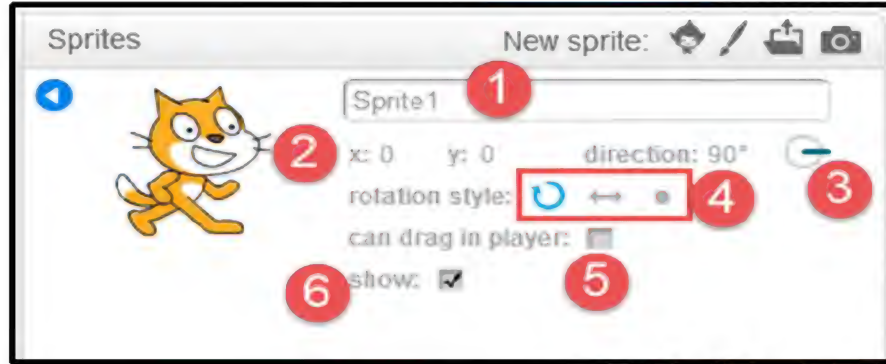 Sprites New sprite:
1
Sprite1
2 x: 0 y: 0 direction: 90°
3
rotation style: 4
can drag in player:
5
6 show: